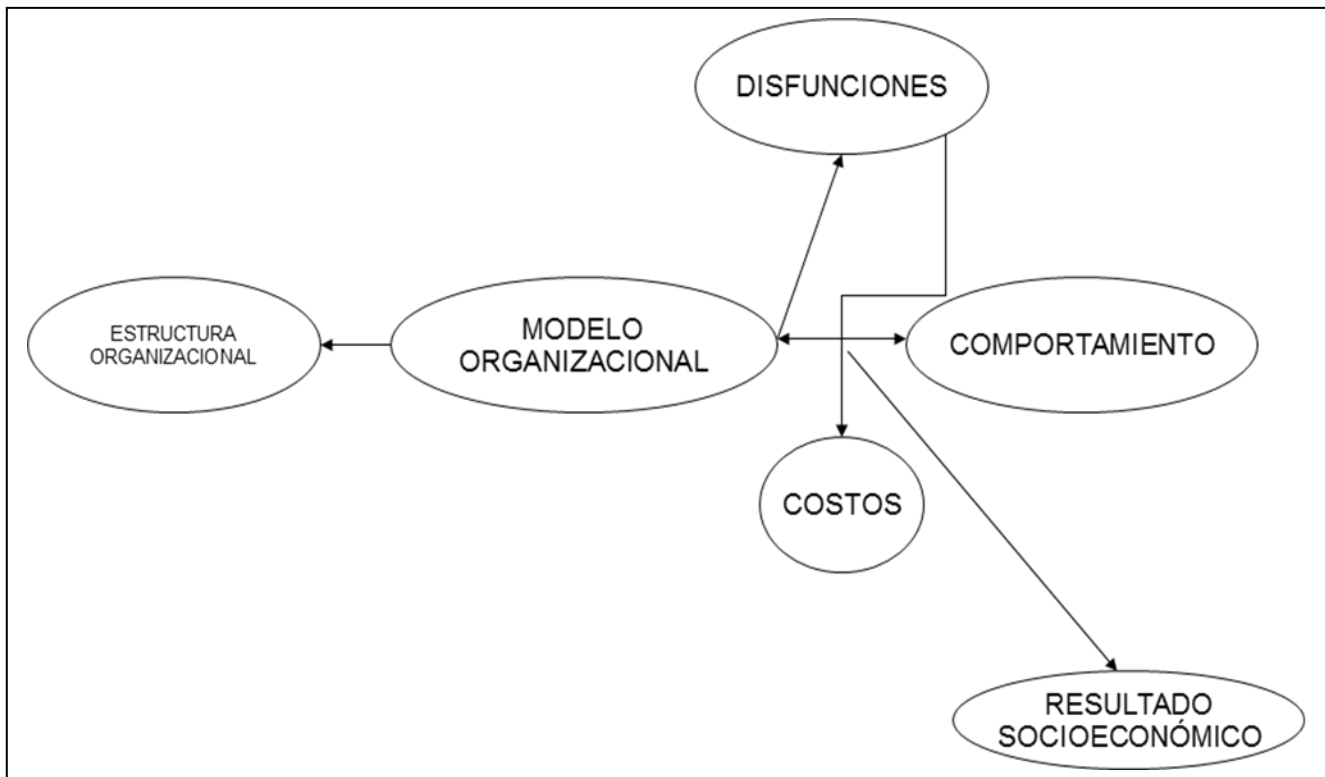 DISFUNCIONES
ESTRUCTURA
ORGANIZACIONAL
MODELO
ORGANIZACIONAL
COMPORTAMIENTO
COSTOS
RESULTADO
SOCIOECONÓMICO